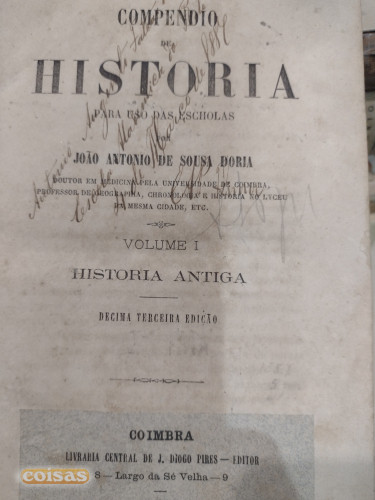 COMPENDIO
DE
HISTORIA
PARA USO DAS ESCHOLAS
POR
JOÃO ANTONIO DE SOUSA DORIA
DOUTOR EM MEDICINA PELA UNIVERSIDADE DE COIMBRA,
PROFESSOR DE GEOGRAPHIA, CHRONOLOGIA E HISTORIA NO LYCEU
DA MESMA CIDADE, ETC.
VOLUME I
HISTORIA ANTIGA
DECIMA TERCEIRA EDIÇÃO
COIMBRA
LIVRARIA CENTRAL DE J. DIOGO PIRES — EDITOR
8 — Largo da Sé Velha — 9
coisas